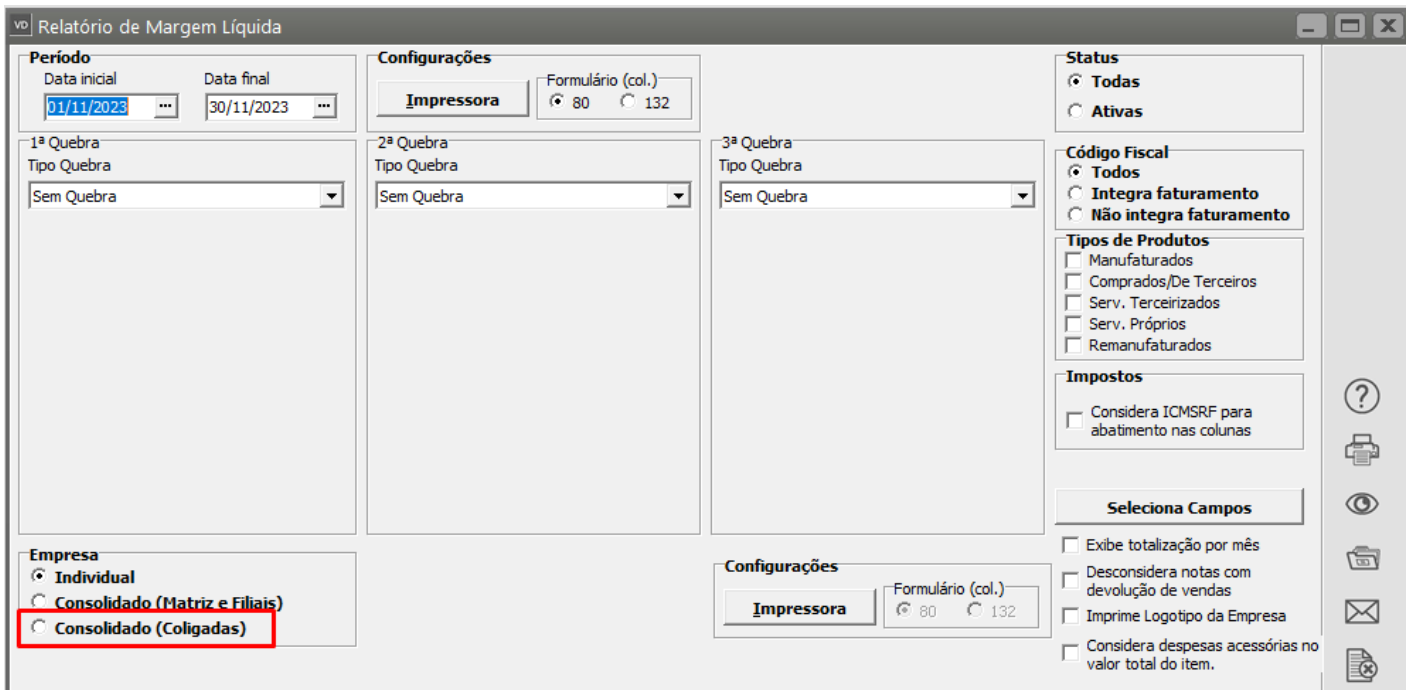 VD Relatório de Margem Líquida
Período
Data inicial Data final
01/11/2023 ... 30/11/2023 ...
Configurações
Impressora
Formulário (col.)
80 132
Status
Todas
Ativas
1ª Quebra
Tipo Quebra
Sem Quebra
2ª Quebra
Tipo Quebra
Sem Quebra
3ª Quebra
Tipo Quebra
Sem Quebra
Código Fiscal
Todos
Integra faturamento
Não integra faturamento
Tipos de Produtos
Manufaturados
Comprados/De Terceiros
Serv. Terceirizados
Serv. Próprios
Remanufaturados
Impostos
Considera ICMSRF para
abatimento nas colunas
Seleciona Campos
Exibe totalização por mês
Desconsidera notas com
devolução de vendas
Imprime Logotipo da Empresa
Considera despesas acessórias no
valor total do item.
Empresa
Individual
Consolidado (Matriz e Filiais)
Consolidado (Coligadas)
Configurações
Impressora
Formulário (col.)
80 132